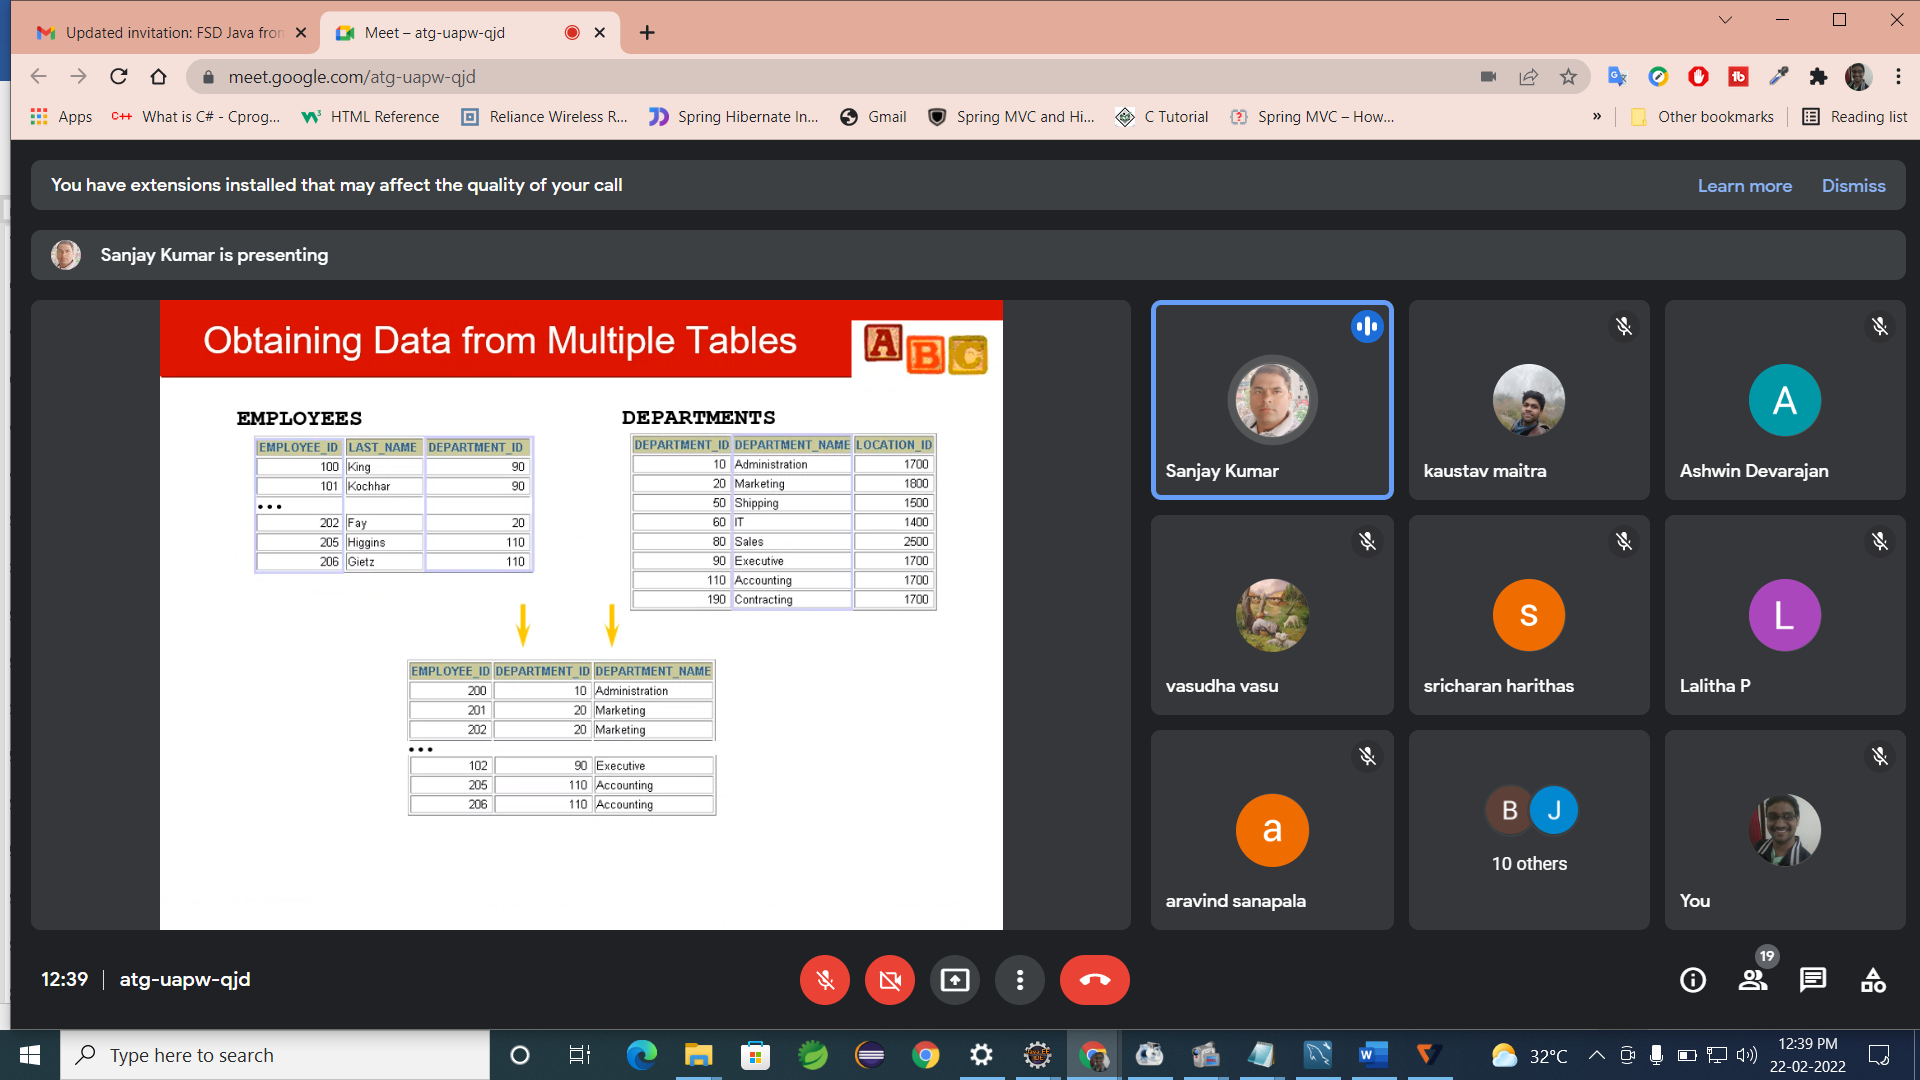 Updated invitation: FSD Java fron
Meet – atg-uapw-qjd
meet.google.com/atg-uapw-qjd
Apps
C++ What is C# - Cprog...
W3 HTML Reference
Reliance Wireless R...
Spring Hibernate In...
Gmail
Spring MVC and Hi...
C Tutorial
Spring MVC – How...
»
Other bookmarks
Reading list
You have extensions installed that may affect the quality of your call
Learn more
Dismiss
Sanjay Kumar is presenting
Obtaining Data from Multiple Tables
A B C
EMPLOYEES
EMPLOYEE_ID LAST_NAME DEPARTMENT_ID
100 King 90
101 Kochhar 90
...
202 Fay 20
205 Higgins 110
206 Gietz 110
DEPARTMENTS
DEPARTMENT_ID DEPARTMENT_NAME LOCATION_ID
10 Administration 1700
20 Marketing 1800
50 Shipping 1500
60 IT 1400
80 Sales 2500
90 Executive 1700
110 Accounting 1700
190 Contracting 1700
EMPLOYEE_ID DEPARTMENT_ID DEPARTMENT_NAME
200 10 Administration
201 20 Marketing
202 20 Marketing
...
102 90 Executive
205 110 Accounting
206 110 Accounting
Sanjay Kumar
kaustav maitra
A
Ashwin Devarajan
vasudha vasu
s
sricharan harithas
L
Lalitha P
a
aravind sanapala
B J
10 others
You
12:39 | atg-uapw-qjd
19
Type here to search
32°C
12:39 PM
22-02-2022